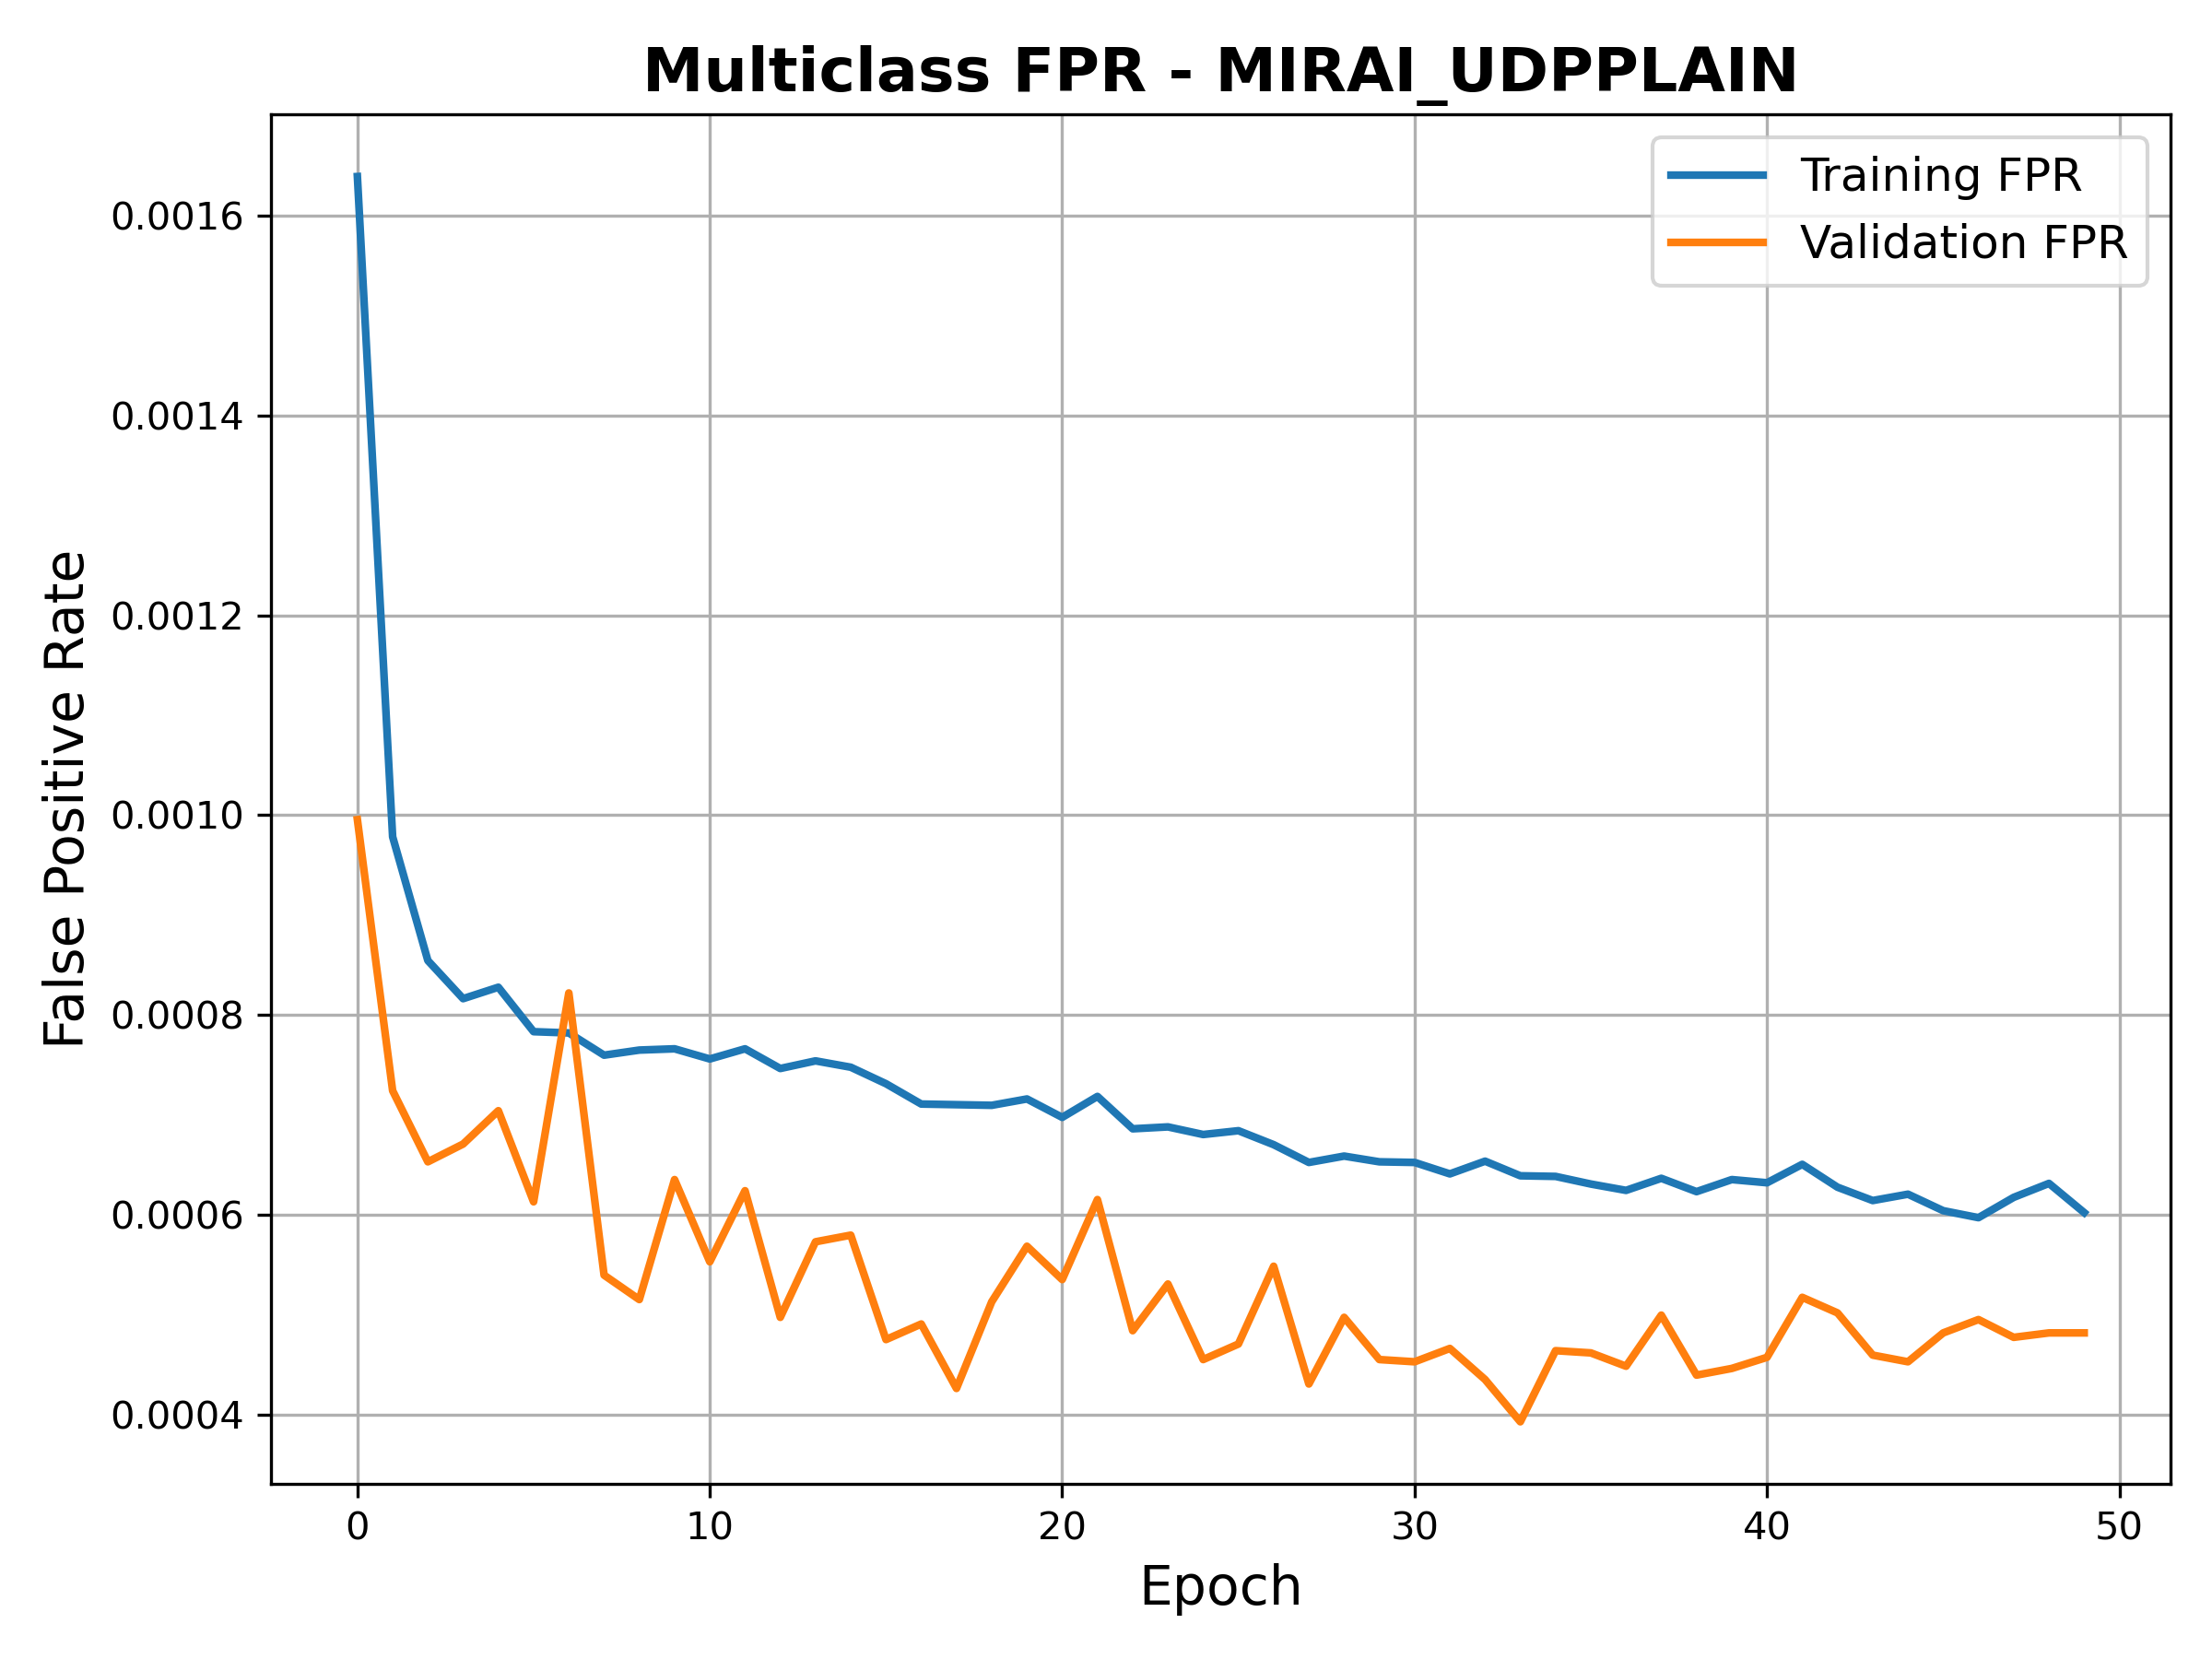 Multiclass FPR - MIRAI_UDPPLAIN
Training FPR
Validation FPR
False Positive Rate
0.0016
0.0014
0.0012
0.0010
0.0008
0.0006
0.0004
0 10 20 30 40 50
Epoch